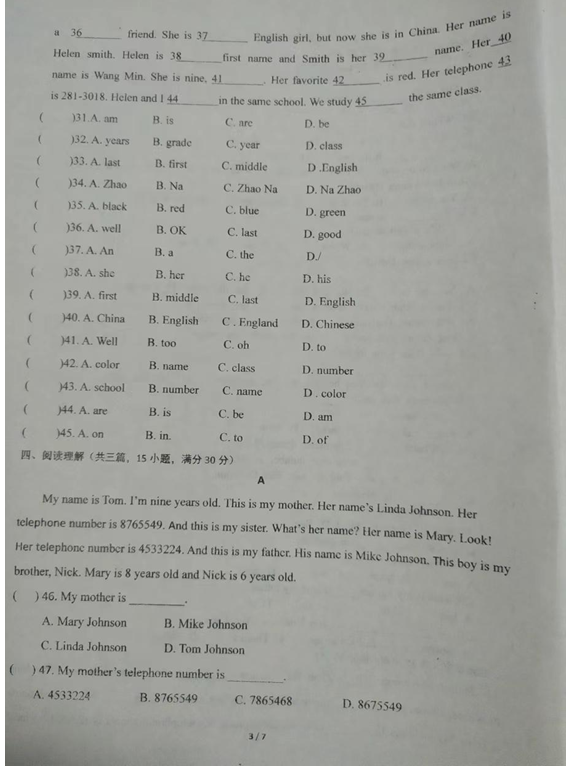 a 36______ friend. She is 37______ English girl, but now she is in China. Her name is
Helen smith. Helen is 38______first name and Smith is her 39______ name. Her 40
name is Wang Min. She is nine, 41______. Her favorite 42______ is red. Her telephone 43
is 281-3018. Helen and I 44______in the same school. We study 45______ the same class.
( )31 A. am B. is C. are D. be
( )32. A. years B. grade C. year D. class
( )33. A. last B. first C. middle D .English
( )34. A. Zhao B. Na C. Zhao Na D. Na Zhao
( )35. A. black B. red C. blue D. green
( )36. A. well B. OK C. last D. good
( )37. A. An B. a C. the D./
( )38. A. she B. her C. he D. his
( )39. A. first B. middle C. last D. English
( )40. A. China B. English C . England D. Chinese
( )41. A. Well B. too C. oh D. to
( )42. A. color B. name C. class D. number
( )43. A. school B. number C. name D . color
( )44. A. are B. is C. be D. am
( )45. A. on B. in. C. to D. of
四、阅读理解（共三篇，15 小题，满分 30 分）
A
My name is Tom. I'm nine years old. This is my mother. Her name's Linda Johnson. Her
telephone number is 8765549. And this is my sister. What's her name? Her name is Mary. Look!
Her telephone number is 4533224. And this is my father. His name is Mike Johnson. This boy is my
brother, Nick. Mary is 8 years old and Nick is 6 years old.
( ) 46. My mother is ________.
A. Mary Johnson B. Mike Johnson
C. Linda Johnson D. Tom Johnson
( ) 47. My mother's telephone number is ________.
A. 4533224 B. 8765549 C. 7865468 D. 8675549
3 / 7